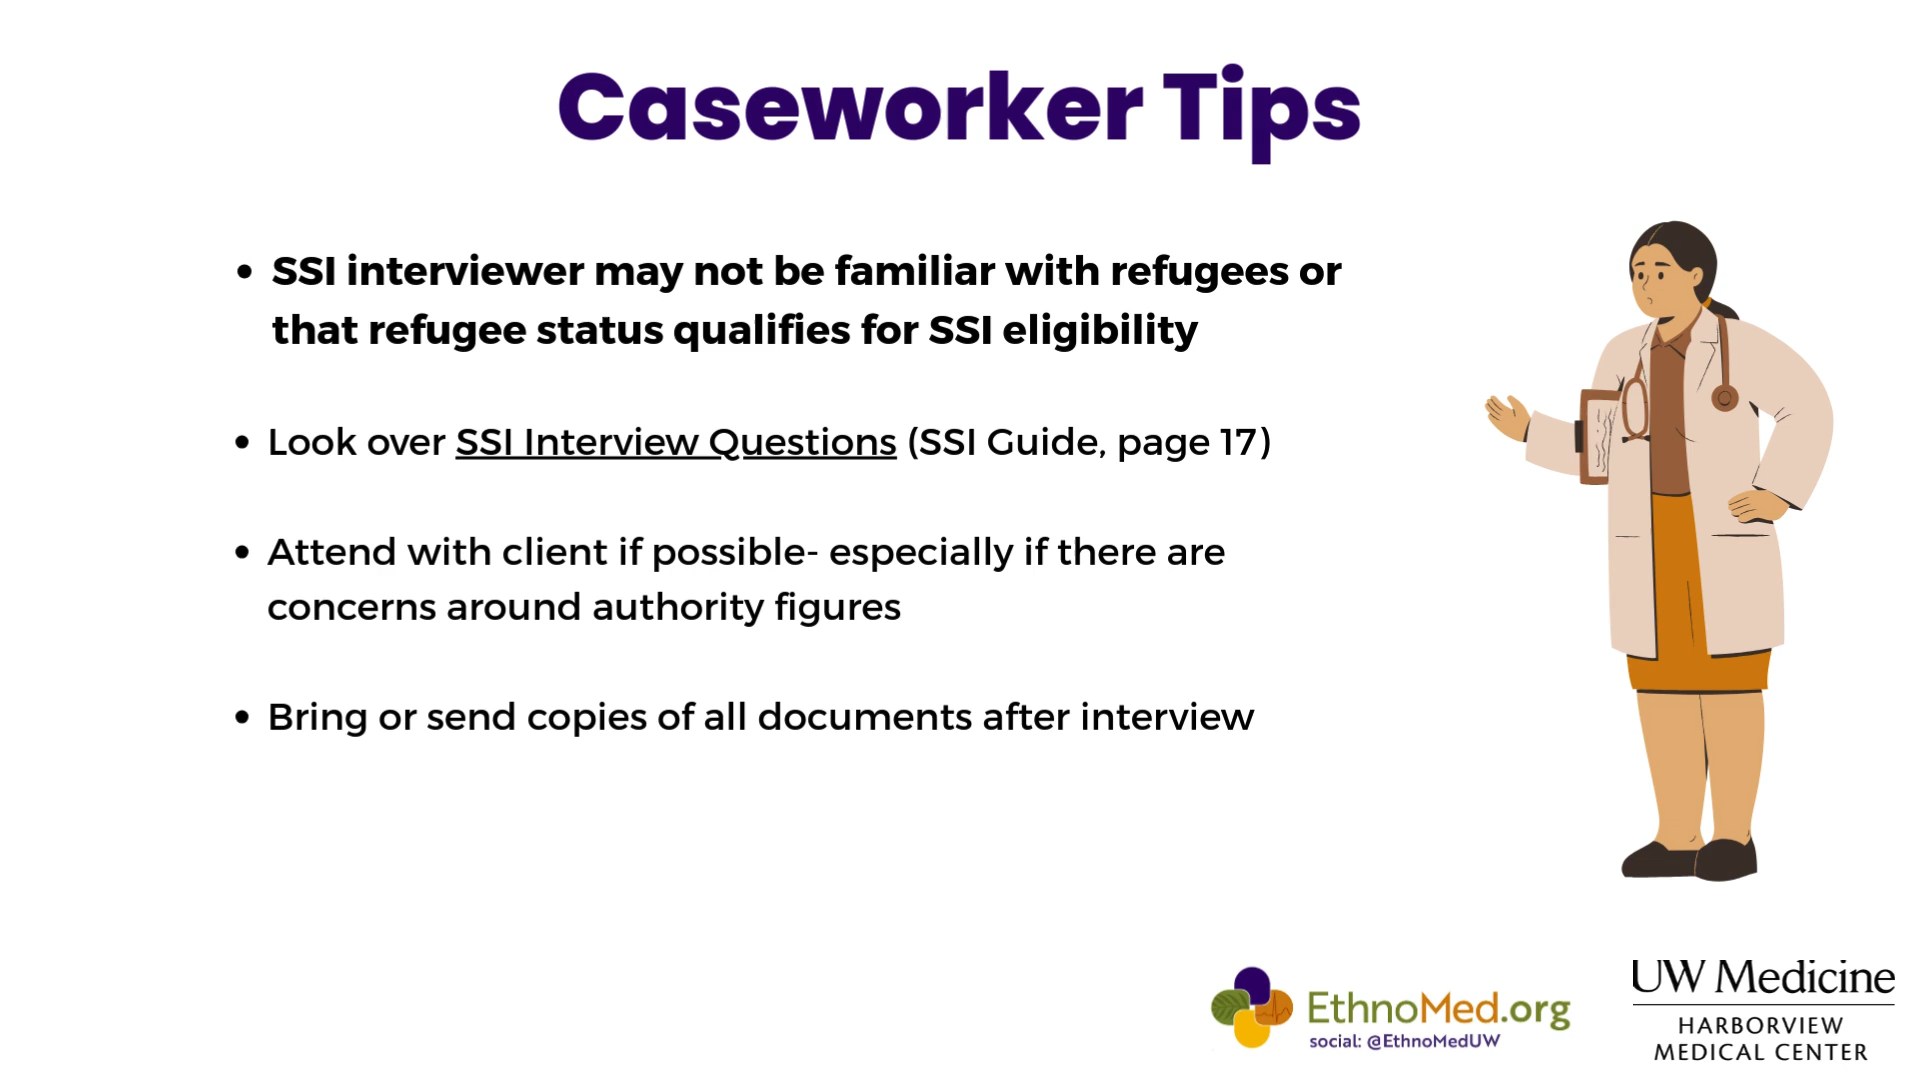 Caseworker Tips
• SSI interviewer may not be familiar with refugees or
that refugee status qualifies for SSI eligibility
• Look over SSI Interview Questions (SSI Guide, page 17)
• Attend with client if possible- especially if there are
concerns around authority figures
• Bring or send copies of all documents after interview
EthnoMed.org
social: @EthnoMedUW
UW Medicine
HARBORVIEW
MEDICAL CENTER